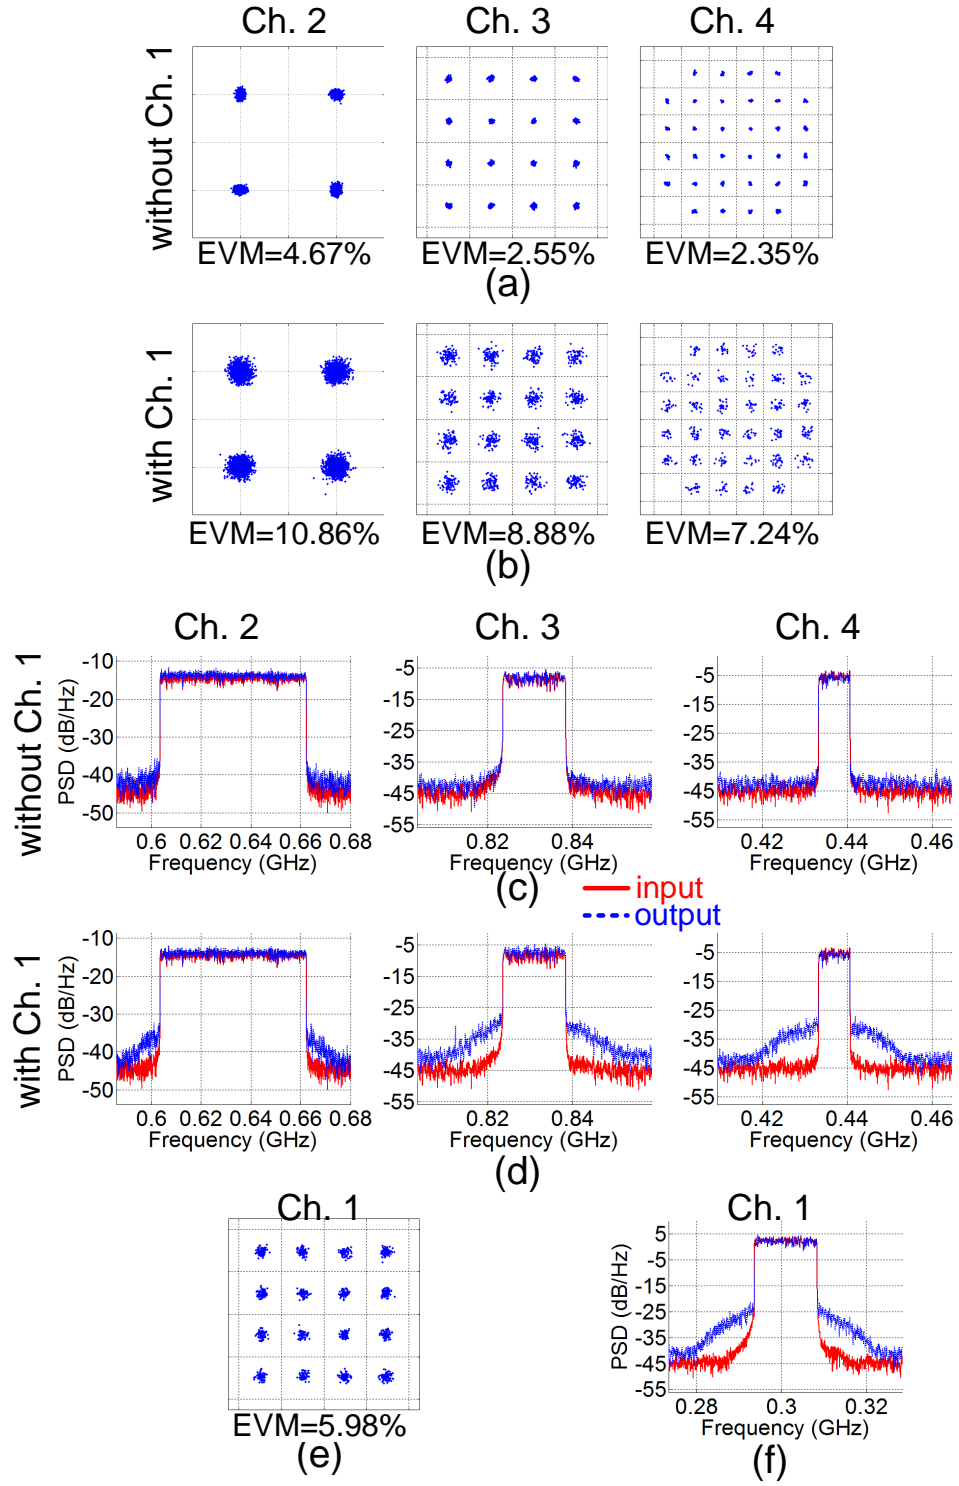 Ch. 2 Ch. 3 Ch. 4
without Ch. 1
EVM=4.67% EVM=2.55% EVM=2.35%
(a)
with Ch. 1
EVM=10.86% EVM=8.88% EVM=7.24%
(b)
Ch. 2 Ch. 3 Ch. 4
without Ch. 1
PSD (dB/Hz)
-10
-20
-30
-40
-50
0.6 0.62 0.64 0.66 0.68
Frequency (GHz)
-5
-15
-25
-35
-45
-55
0.82 0.84
Frequency (GHz)
-5
-15
-25
-35
-45
-55
0.42 0.44 0.46
Frequency (GHz)
(c)
input
output
with Ch. 1
PSD (dB/Hz)
-10
-20
-30
-40
-50
0.6 0.62 0.64 0.66 0.68
Frequency (GHz)
-5
-15
-25
-35
-45
-55
0.82 0.84
Frequency (GHz)
-5
-15
-25
-35
-45
-55
0.42 0.44 0.46
Frequency (GHz)
(d)
Ch. 1
EVM=5.98%
(e)
Ch. 1
PSD (dB/Hz)
5
-5
-15
-25
-35
-45
-55
0.28 0.3 0.32
Frequency (GHz)
(f)